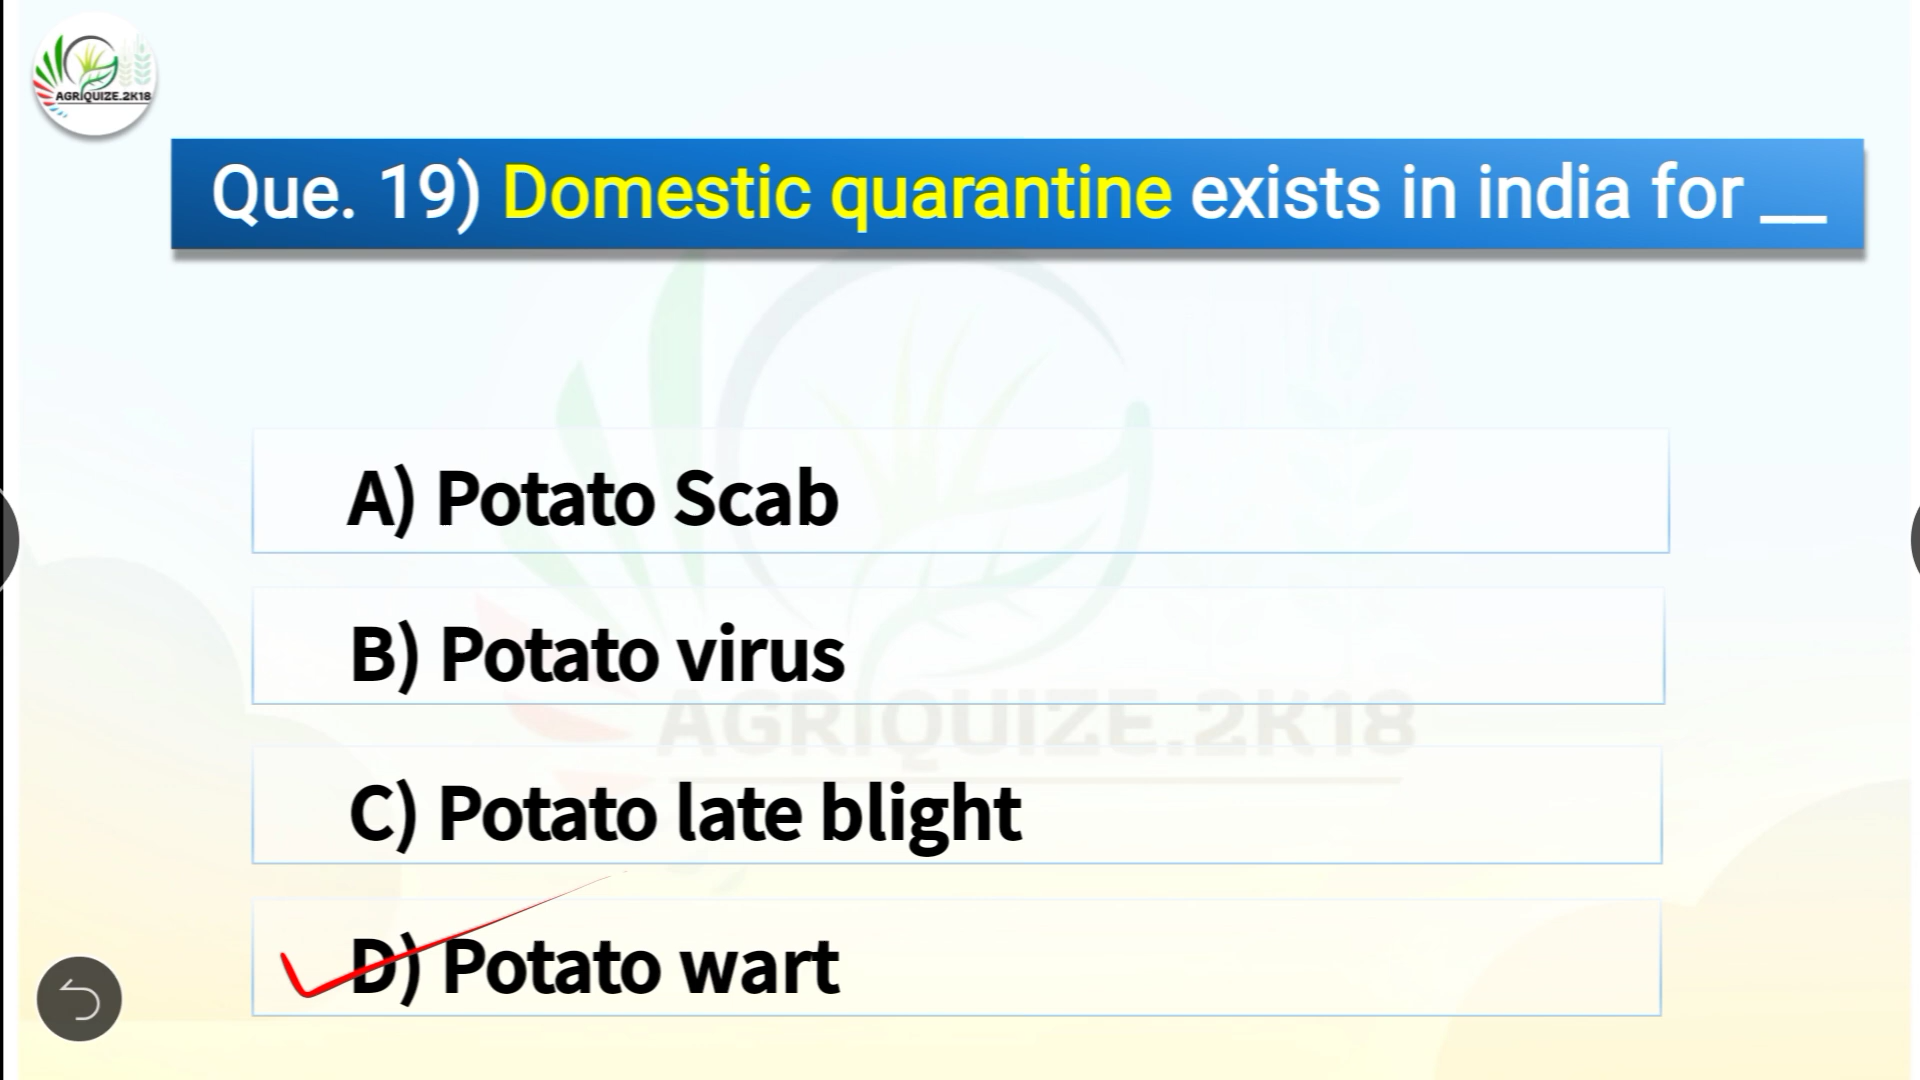 AGRIQUIZE.2K18
Que. 19) Domestic quarantine exists in india for __
A) Potato Scab
B) Potato virus
AGRIQUIZE.2K18
C) Potato late blight
D) Potato wart